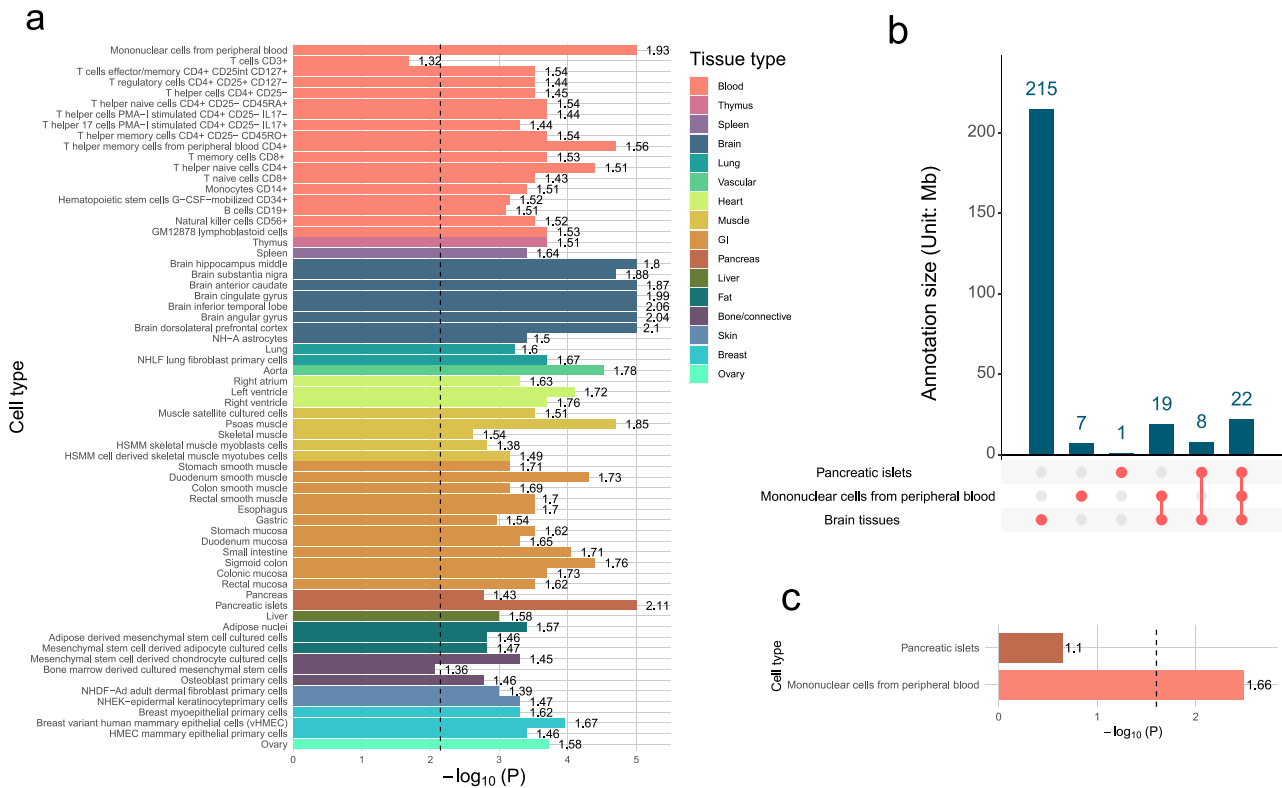 a
Mononuclear cells from peripheral blood 1.93
T cells CD3+ 1.32
T cells effector/memory CD4+ CD25int CD127+ 1.54
T regulatory cells CD4+ CD25+ CD127− 1.44
T helper cells CD4+ CD25− 1.45
T helper naive cells CD4+ CD25− CD45RA+ 1.54
T helper cells PMA−I stimulated CD4+ CD25− IL17− 1.44
T helper 17 cells PMA−I stimulated CD4+ CD25− IL17+ 1.44
T helper memory cells CD4+ CD25− CD45RO+ 1.54
T helper memory cells from peripheral blood CD4+ 1.56
T memory cells CD8+ 1.53
T helper naive cells CD4+ 1.51
T naive cells CD8+ 1.43
Monocytes CD14+ 1.51
Hematopoietic stem cells G−CSF−mobilized CD34+ 1.52
B cells CD19+ 1.51
Natural killer cells CD56+ 1.52
GM12878 lymphoblastoid cells 1.53
Thymus 1.51
Spleen 1.64
Brain hippocampus middle 1.8
Brain substantia nigra 1.88
Brain anterior caudate 1.87
Brain cingulate gyrus 1.99
Brain inferior temporal lobe 2.06
Brain angular gyrus 2.04
Brain dorsolateral prefrontal cortex 2.1
NH−A astrocytes 1.5
Lung 1.6
NHLF lung fibroblast primary cells 1.67
Aorta 1.78
Right atrium 1.63
Left ventricle 1.72
Right ventricle 1.76
Muscle satellite cultured cells 1.51
Psoas muscle 1.85
Skeletal muscle 1.54
HSMM skeletal muscle myoblasts cells 1.38
HSMM cell derived skeletal muscle myotubes cells 1.49
Stomach smooth muscle 1.71
Duodenum smooth muscle 1.73
Colon smooth muscle 1.69
Rectal smooth muscle 1.7
Esophagus 1.7
Gastric 1.54
Stomach mucosa 1.62
Duodenum mucosa 1.65
Small intestine 1.71
Sigmoid colon 1.76
Colonic mucosa 1.73
Rectal mucosa 1.62
Pancreas 1.43
Pancreatic islets 2.11
Liver 1.58
Adipose nuclei 1.57
Adipose derived mesenchymal stem cell cultured cells 1.46
Mesenchymal stem cell derived adipocyte cultured cells 1.47
Mesenchymal stem cell derived chondrocyte cultured cells 1.45
Bone marrow derived cultured mesenchymal stem cells 1.36
Osteoblast primary cells 1.46
NHDF−Ad adult dermal fibroblast primary cells 1.39
NHEK−epidermal keratinocyteprimary cells 1.47
Breast myoepithelial primary cells 1.62
Breast variant human mammary epithelial cells (vHMEC) 1.67
HMEC mammary epithelial primary cells 1.46
Ovary 1.58
0 1 2 3 4 5
−log10 (P)
Cell type
Tissue type
Blood
Thymus
Spleen
Brain
Lung
Vascular
Heart
Muscle
GI
Pancreas
Liver
Fat
Bone/connective
Skin
Breast
Ovary
b
Annotation size (Unit: Mb)
200
150
100
50
0
215 7 1 19 8 22
Pancreatic islets
Mononuclear cells from peripheral blood
Brain tissues
c
Cell type
Pancreatic islets 1.1
Mononuclear cells from peripheral blood 1.66
0 1 2
−log10 (P)